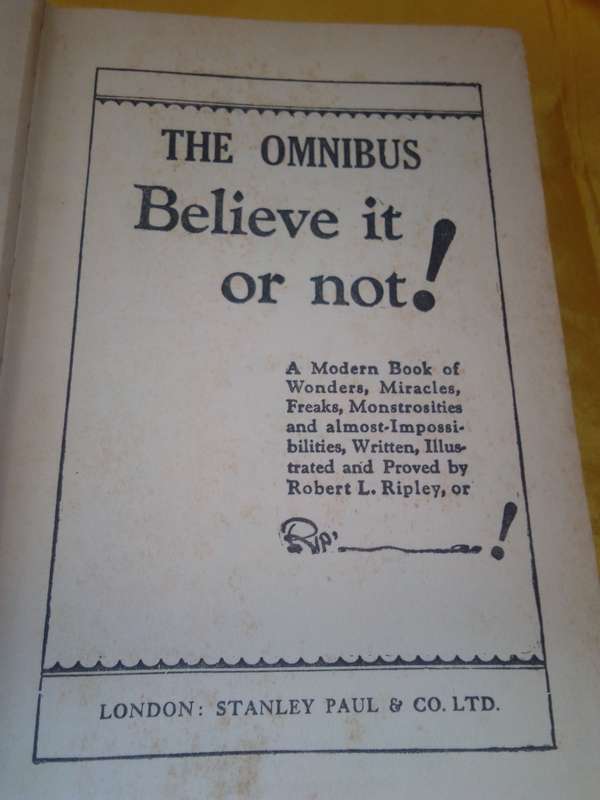 THE OMNIBUS
Believe it
or not!
A Modern Book of
Wonders, Miracles,
Freaks, Monstrosities
and almost-Impossi-
bilities, Written, Illus-
trated and Proved by
Robert L. Ripley, or
Rip!
LONDON: STANLEY PAUL & CO. LTD.